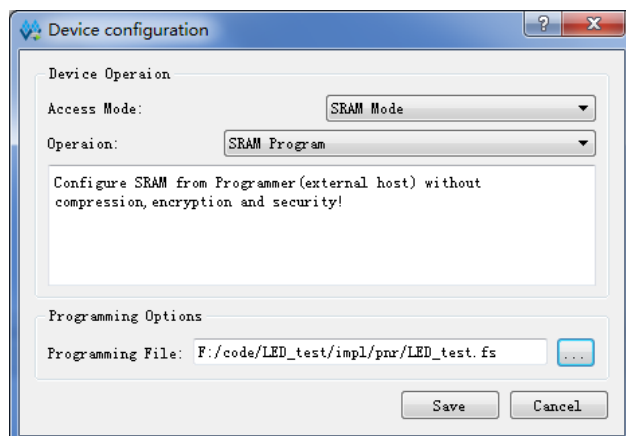 Device configuration
?
Device Operaion
Access Mode: SRAM Mode
Operaion: SRAM Program
Configure SRAM from Programmer(external host) without
compression,encryption and security!
Programming Options
Programming File: F:/code/LED_test/impl/pnr/LED_test.fs ...
Save Cancel